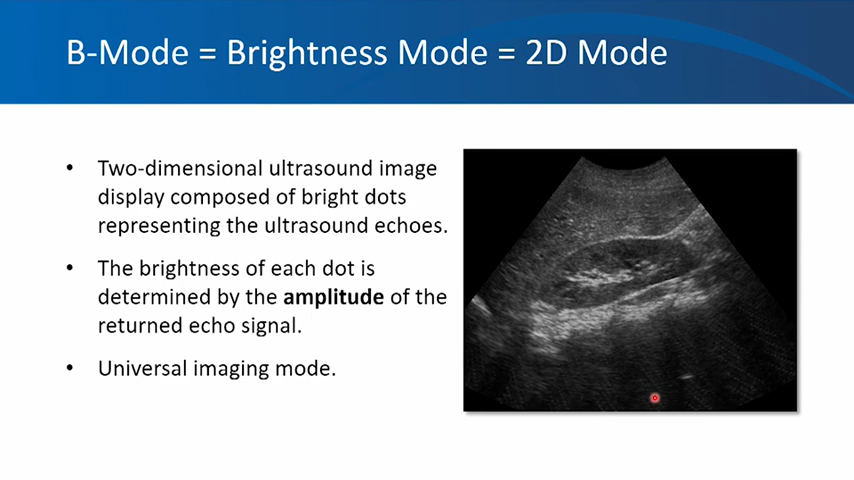 B-Mode = Brightness Mode = 2D Mode
• Two-dimensional ultrasound image
display composed of bright dots
representing the ultrasound echoes.
• The brightness of each dot is
determined by the amplitude of the
returned echo signal.
• Universal imaging mode.